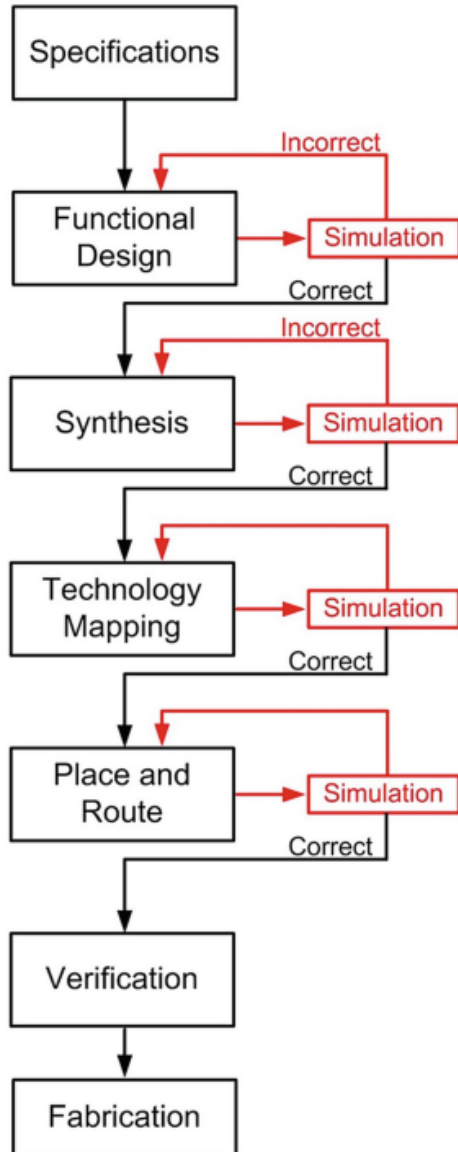 Specifications
Incorrect
Functional
Design
Simulation
Correct
Incorrect
Synthesis
Simulation
Correct
Technology
Mapping
Simulation
Correct
Place and
Route
Simulation
Correct
Verification
Fabrication